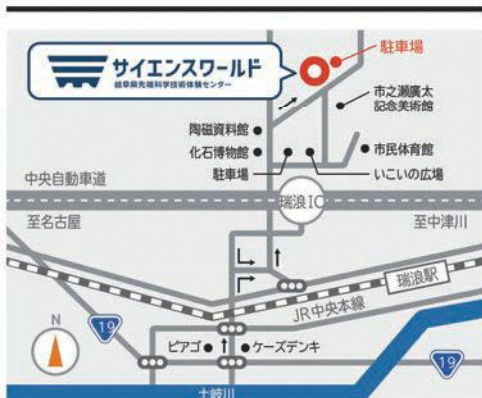 サイエンスワールド
岐阜県先端科学技術体験センター
駐車場
市之瀬廣太
記念美術館
陶磁資料館
化石博物館
市民体育館
駐車場
いこいの広場
中央自動車道
瑞浪IC
至名古屋
至中津川
瑞浪駅
JR中央本線
N
19
ピアゴ
ケーズデンキ
19
土岐川